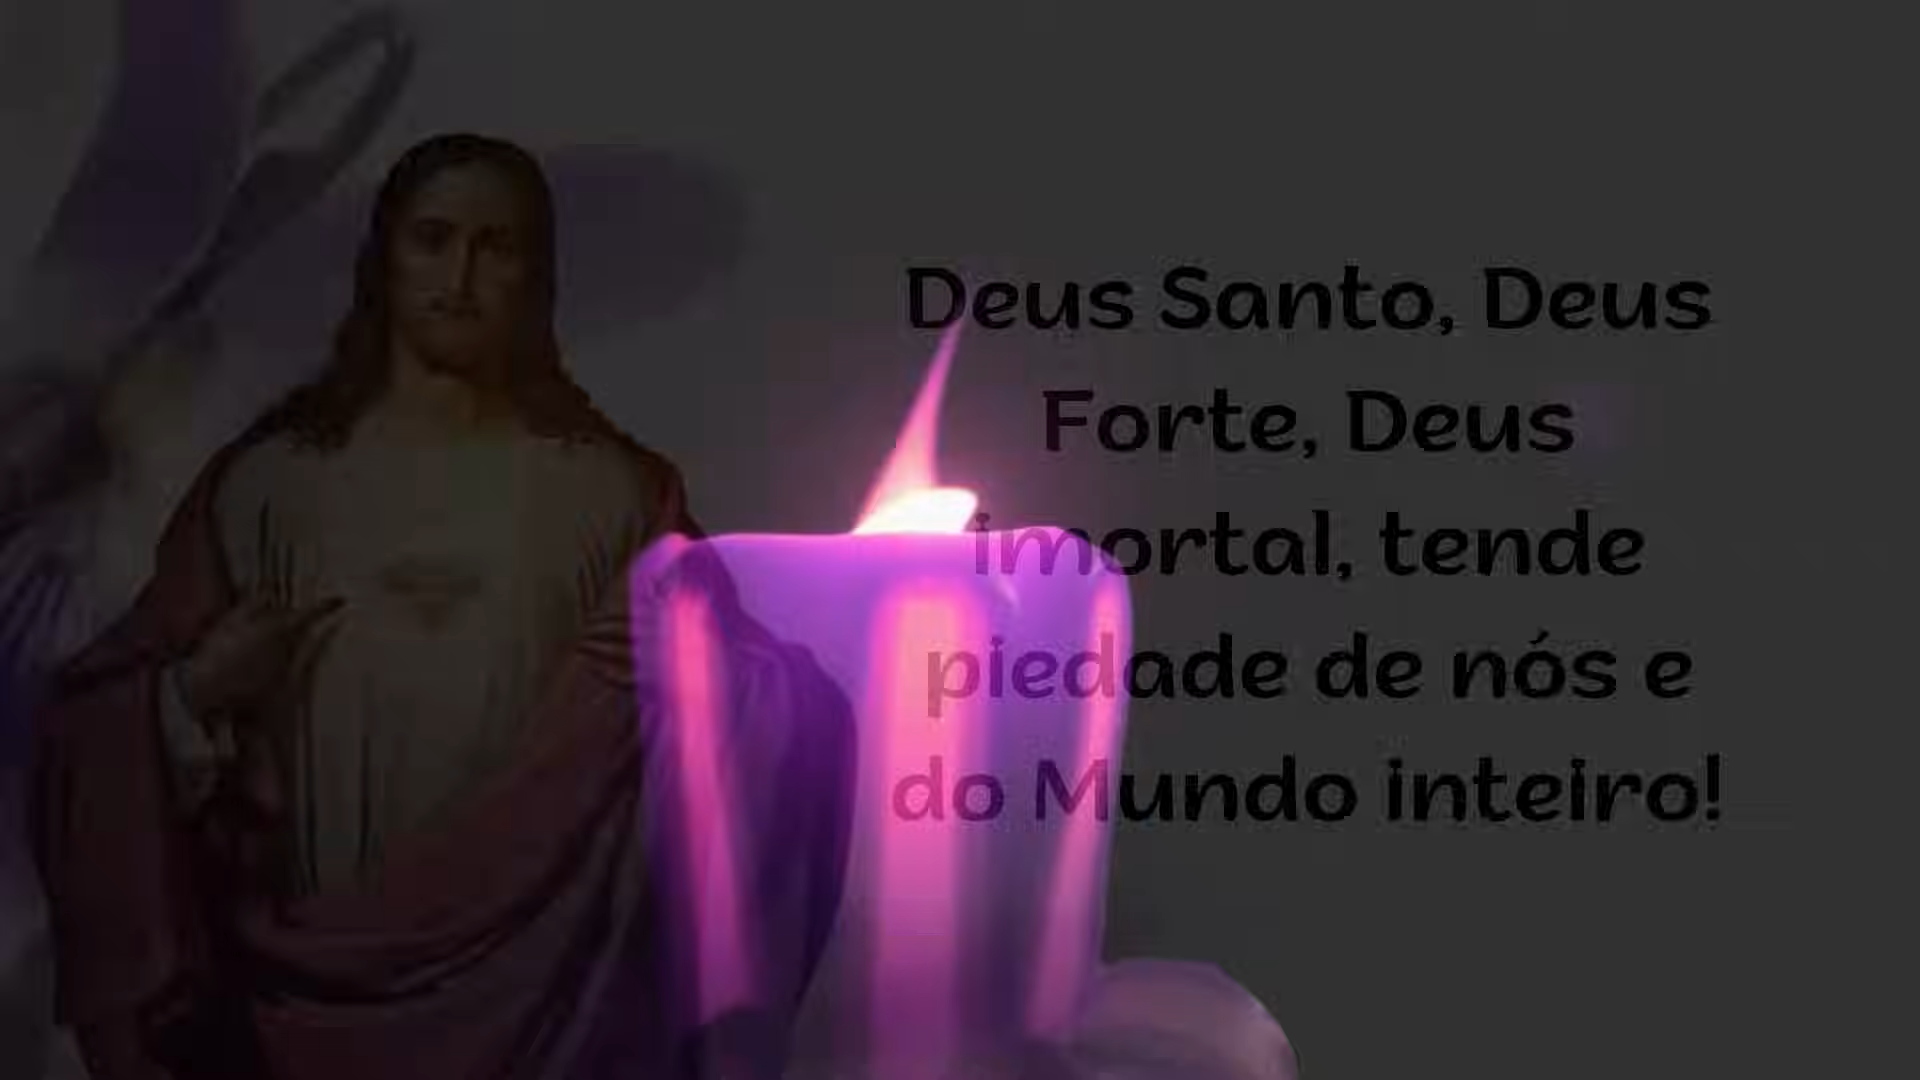 Deus Santo, Deus
Forte, Deus
imortal, tende
piedade de nós e
do Mundo inteiro!